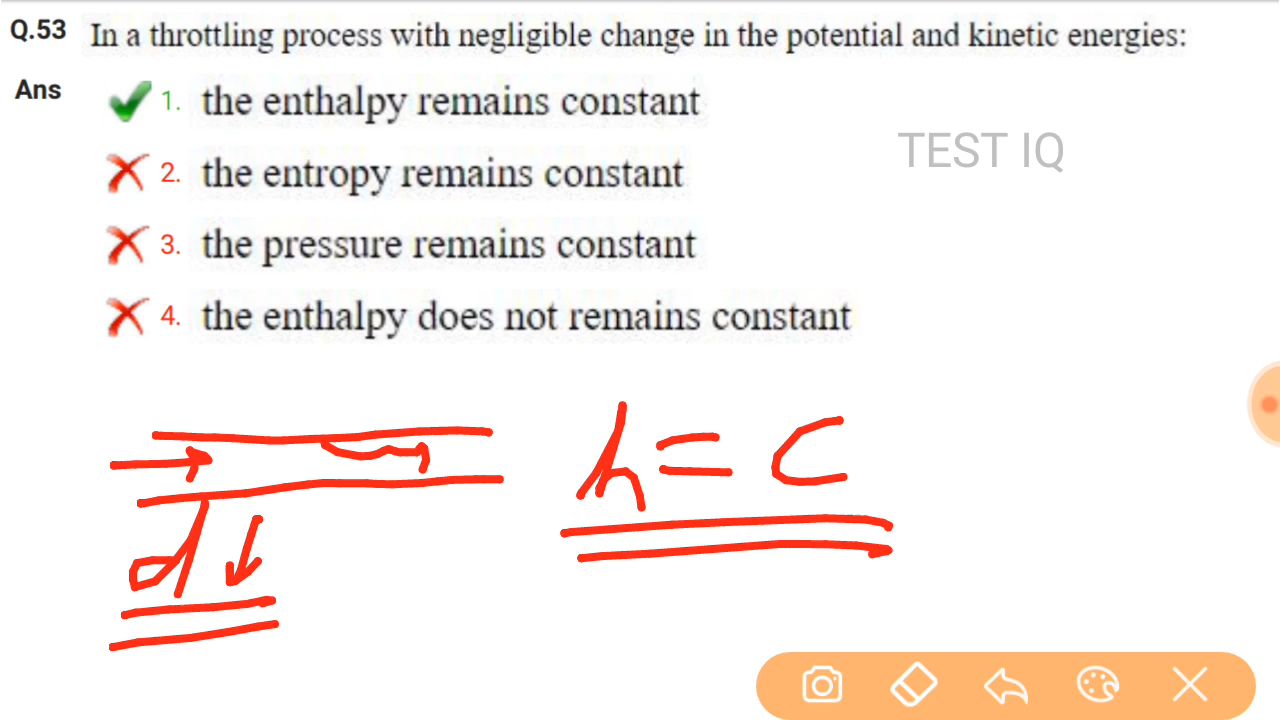 Q.53 In a throttling process with negligible change in the potential and kinetic energies:
Ans 1. the enthalpy remains constant
TEST IQ
2. the entropy remains constant
3. the pressure remains constant
4. the enthalpy does not remains constant
h = C
d ↓